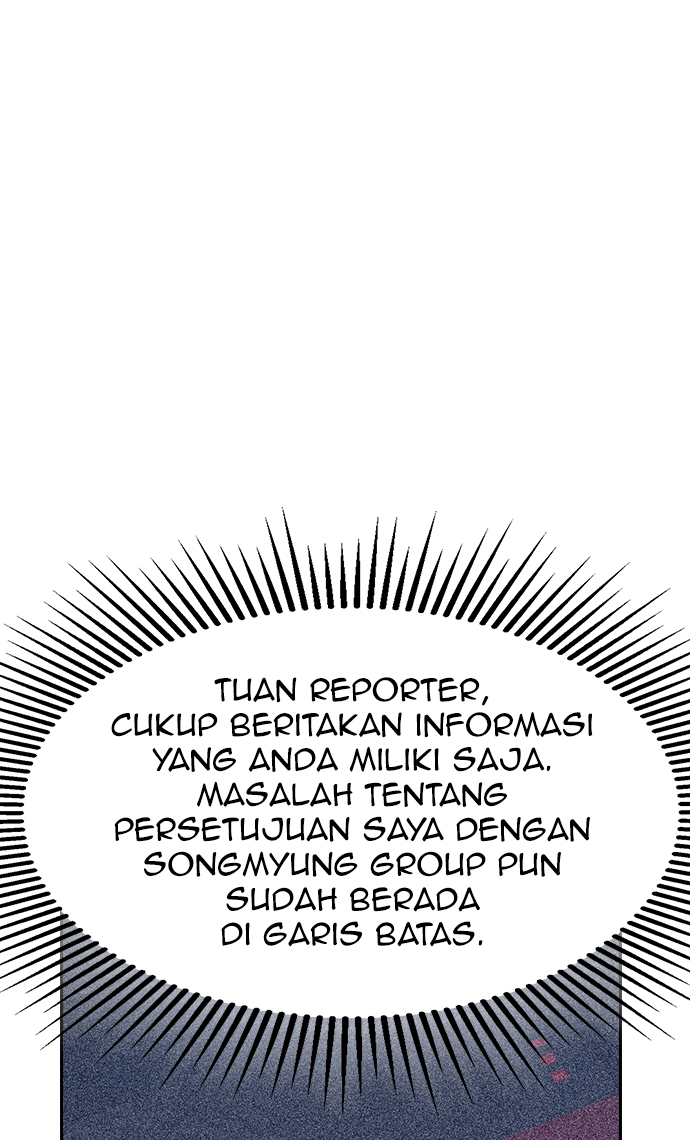 TUAN REPORTER,
CUKUP BERITAKAN INFORMASI
YANG ANDA MILIKI SAJA.
MASALAH TENTANG
PERSETUJUAN SAYA DENGAN
SONGMYUNG GROUP PUN
SUDAH BERADA
DI GARIS BATAS.